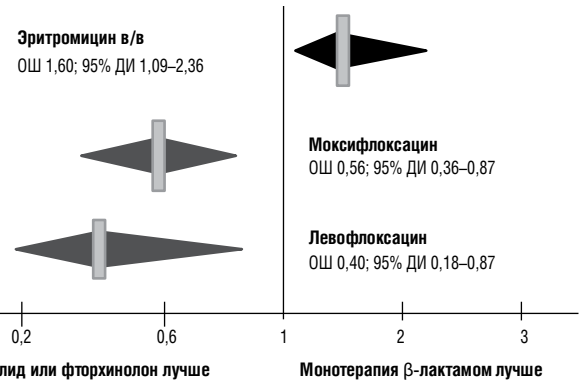 Эритромицин в/в
ОШ 1,60; 95% ДИ 1,09–2,36
Моксифлоксацин
ОШ 0,56; 95% ДИ 0,36–0,87
Левофлоксацин
ОШ 0,40; 95% ДИ 0,18–0,87
0,2 0,6 1 2 3
лид или фторхинолон лучше Монотерапия β-лактамом лучше